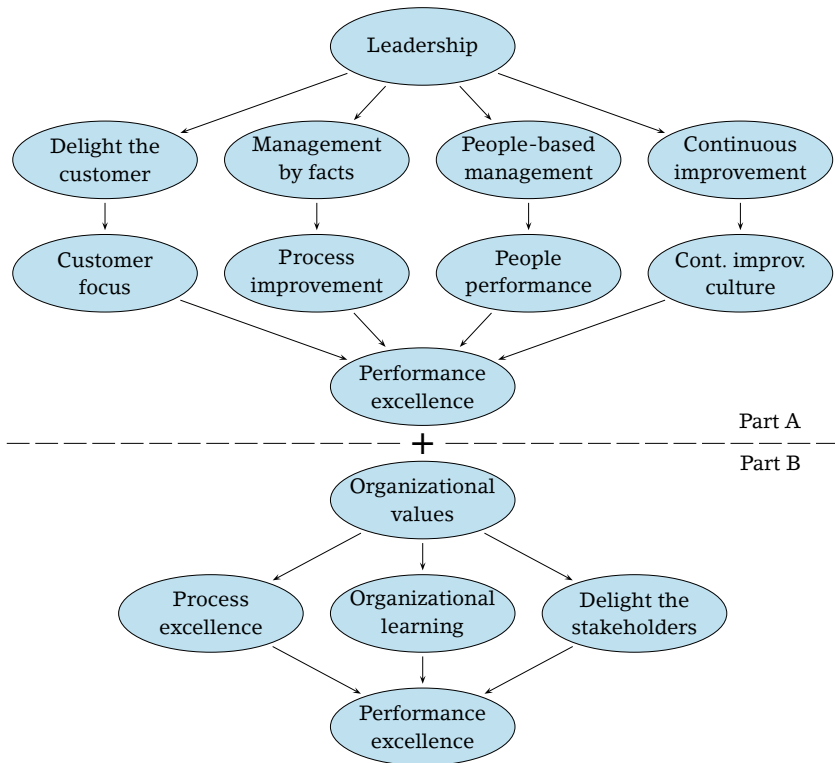 Leadership
Delight the
customer
Management
by facts
People-based
management
Continuous
improvement
Customer
focus
Process
improvement
People
performance
Cont. improv.
culture
Performance
excellence
Part A
+
Part B
Organizational
values
Process
excellence
Organizational
learning
Delight the
stakeholders
Performance
excellence